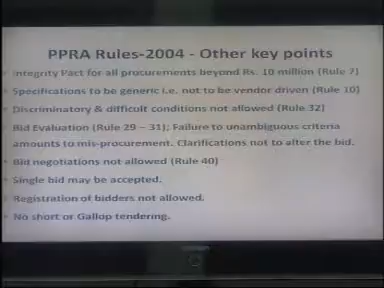 PPRA Rules-2004 - Other key points
Integrity Pact for all procurements beyond Rs. 10 million (Rule 7)
Specifications to be generic i.e. not to be vendor driven (Rule 10)
Discriminatory & difficult conditions not allowed (Rule 32)
Bid Evaluation (Rule 29 – 31); Failure to unambiguous criteria
amounts to mis-procurement. Clarifications not to alter the bid.
Bid negotiations not allowed (Rule 40)
Single bid may be accepted.
Registration of bidders not allowed.
No short or Gallop tendering.